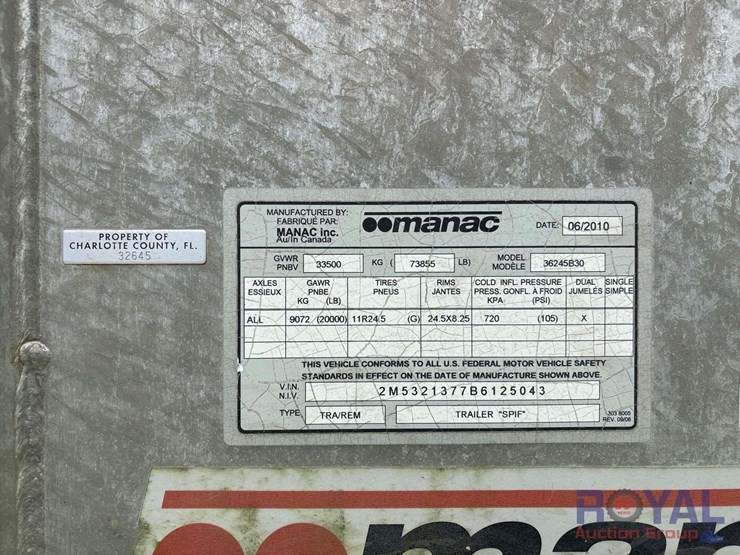 PROPERTY OF
CHARLOTTE COUNTY, FL.
32645
MANUFACTURED BY:
FABRIQUÉ PAR:
MANAC inc.
Au/In Canada
manac
DATE: 06/2010
GVWR
PNBV 33500 KG ( 73855 LB) MODEL
MODÈLE 36245B30
AXLES
ESSIEUX
GAWR
PNBE
KG (LB)
TIRES
PNEUS
RIMS
JANTES
COLD INFL. PRESSURE
PRESS. GONFL. À FROID
KPA (PSI)
DUAL
JUMELÉS
SINGLE
SIMPLE
ALL 9072 (20000) 11R24.5 (G) 24.5X8.25 720 (105) X
THIS VEHICLE CONFORMS TO ALL U.S. FEDERAL MOTOR VEHICLE SAFETY
STANDARDS IN EFFECT ON THE DATE OF MANUFACTURE SHOWN ABOVE.
V.I.N.
N.I.V. 2M5321377B6125043
TYPE TRA/REM TRAILER "SPIF"
303 8005
REV. 09/06
manac
ROYAL
Auction Group